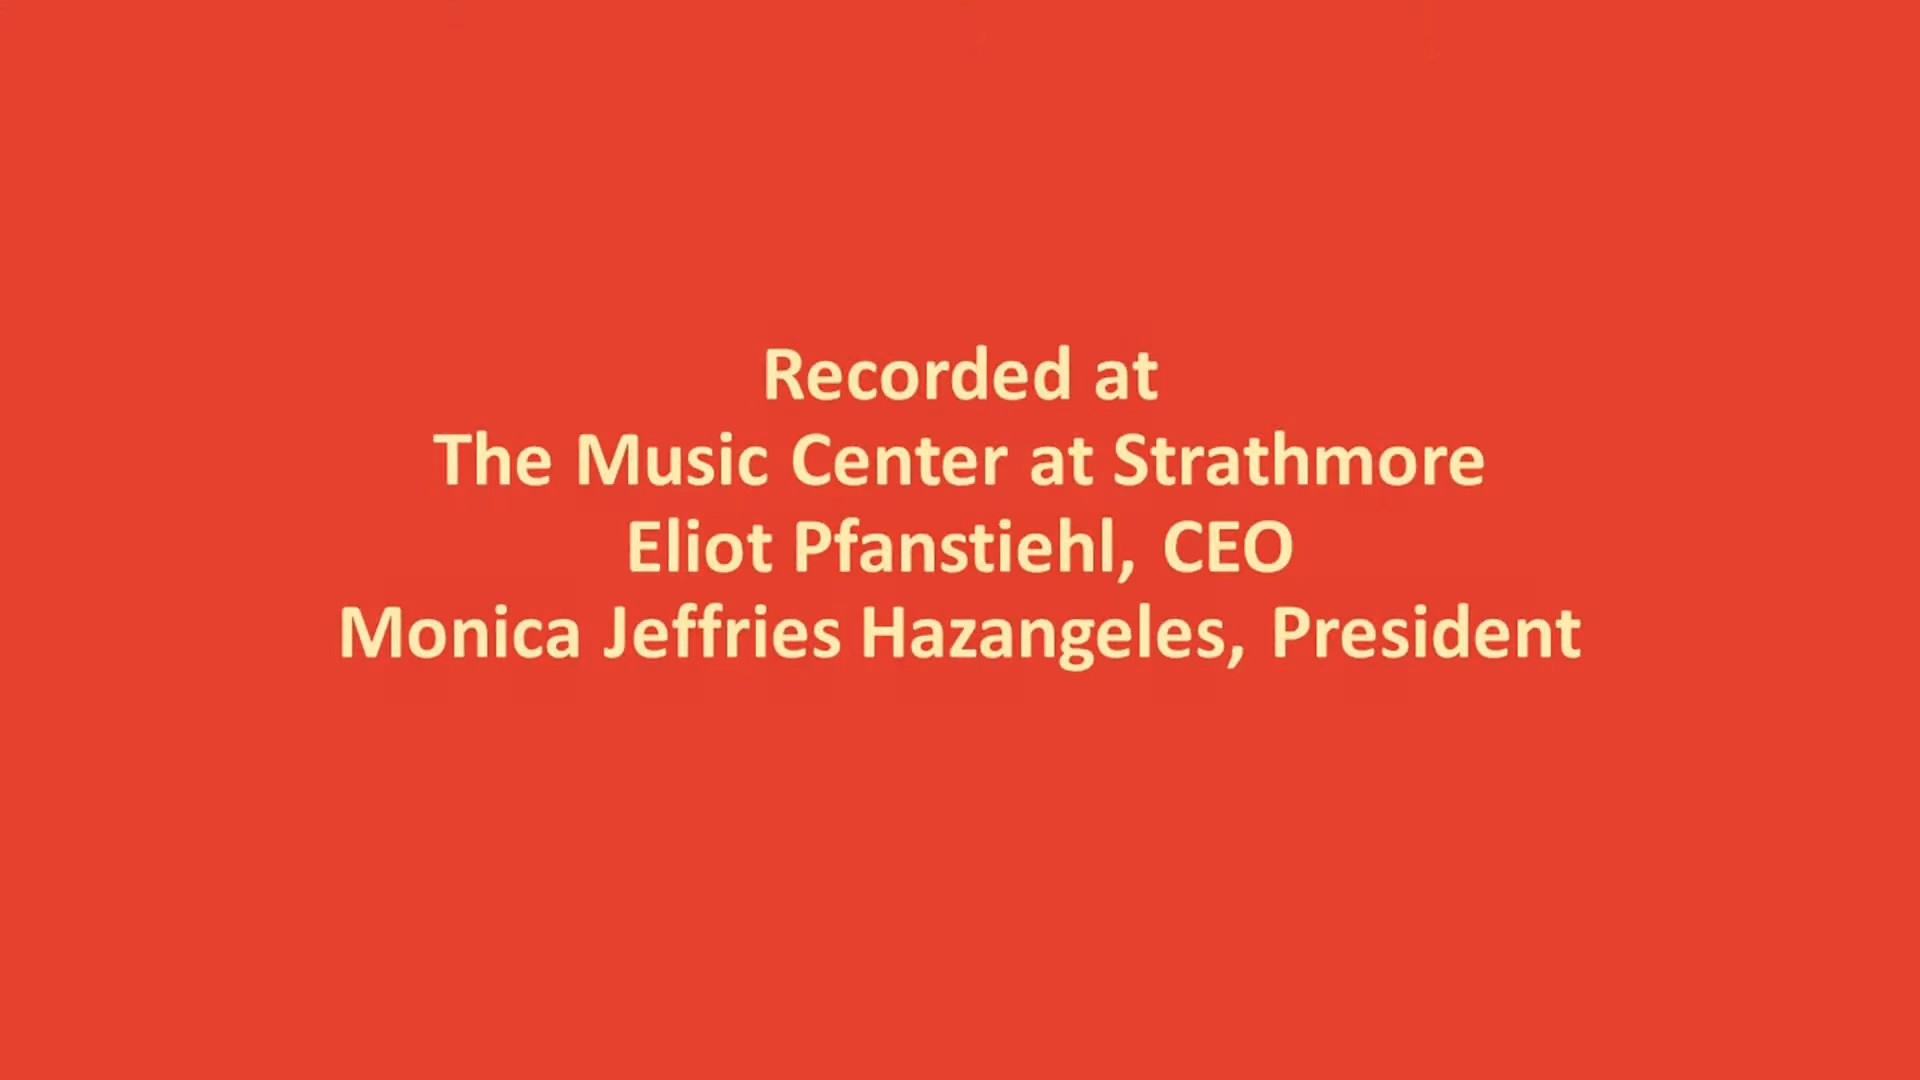 Recorded at
The Music Center at Strathmore
Eliot Pfanstiehl, CEO
Monica Jeffries Hazangeles, President